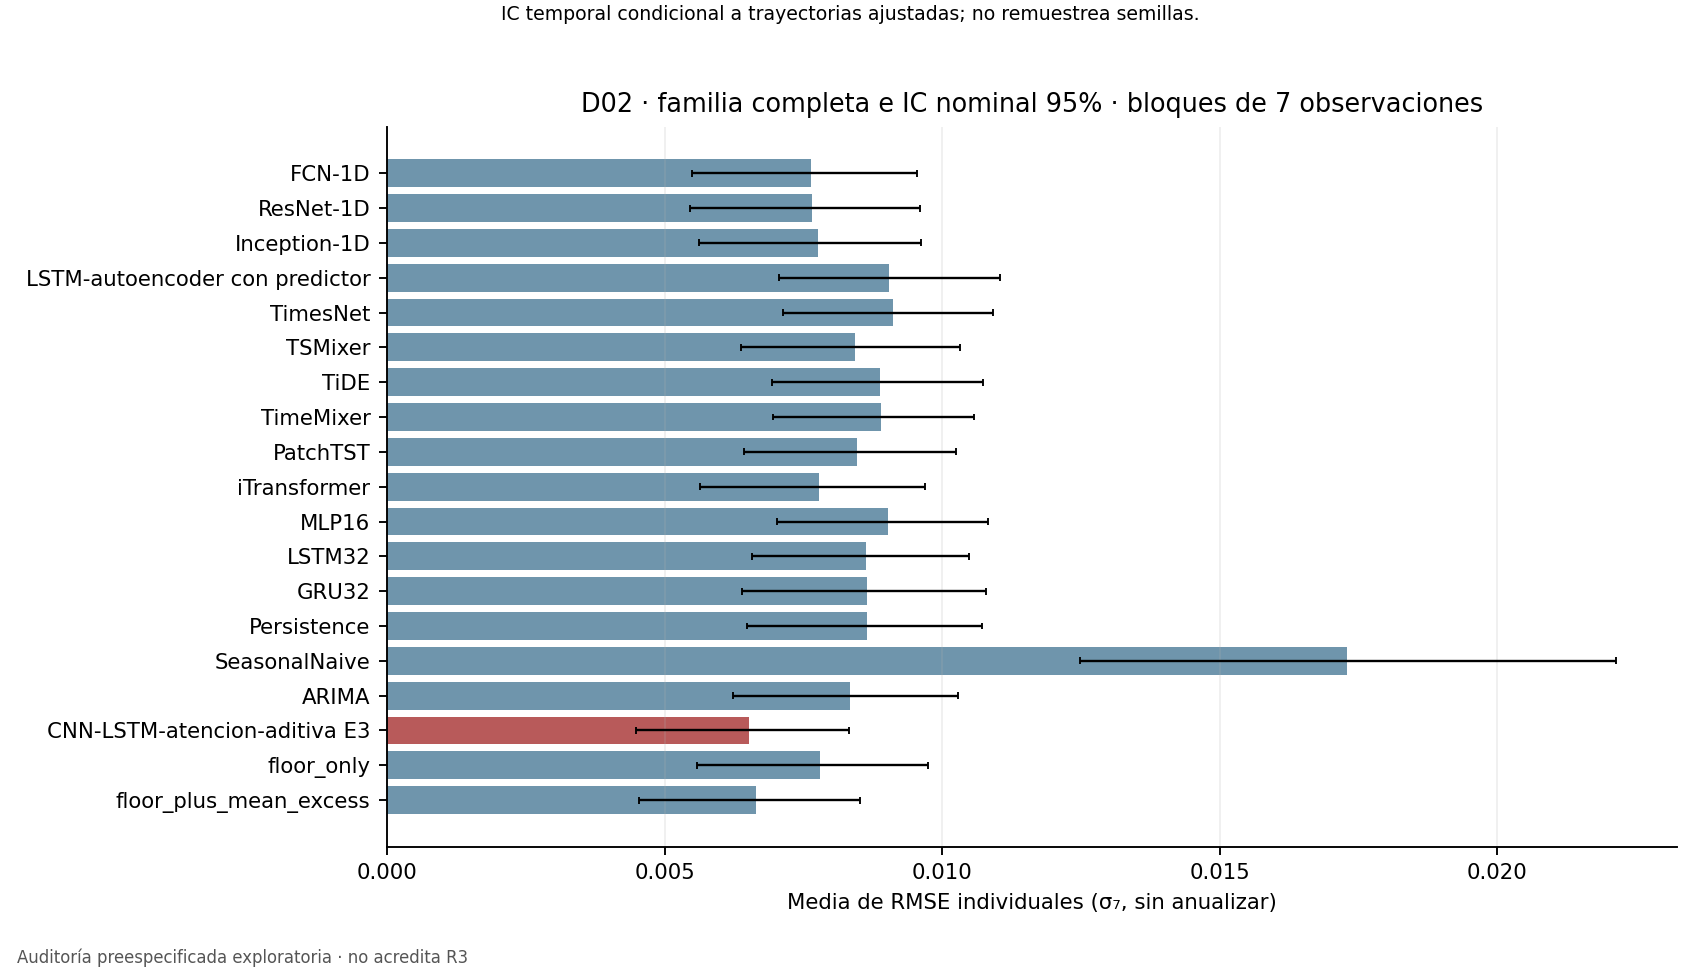 IC temporal condicional a trayectorias ajustadas; no remuestrea semillas.
D02 · familia completa e IC nominal 95% · bloques de 7 observaciones
FCN-1D
ResNet-1D
Inception-1D
LSTM-autoencoder con predictor
TimesNet
TSMixer
TiDE
TimeMixer
PatchTST
iTransformer
MLP16
LSTM32
GRU32
Persistence
SeasonalNaive
ARIMA
CNN-LSTM-atencion-aditiva E3
floor_only
floor_plus_mean_excess
0.000 0.005 0.010 0.015 0.020
Media de RMSE individuales (σ₇, sin anualizar)
Auditoría preespecificada exploratoria · no acredita R3